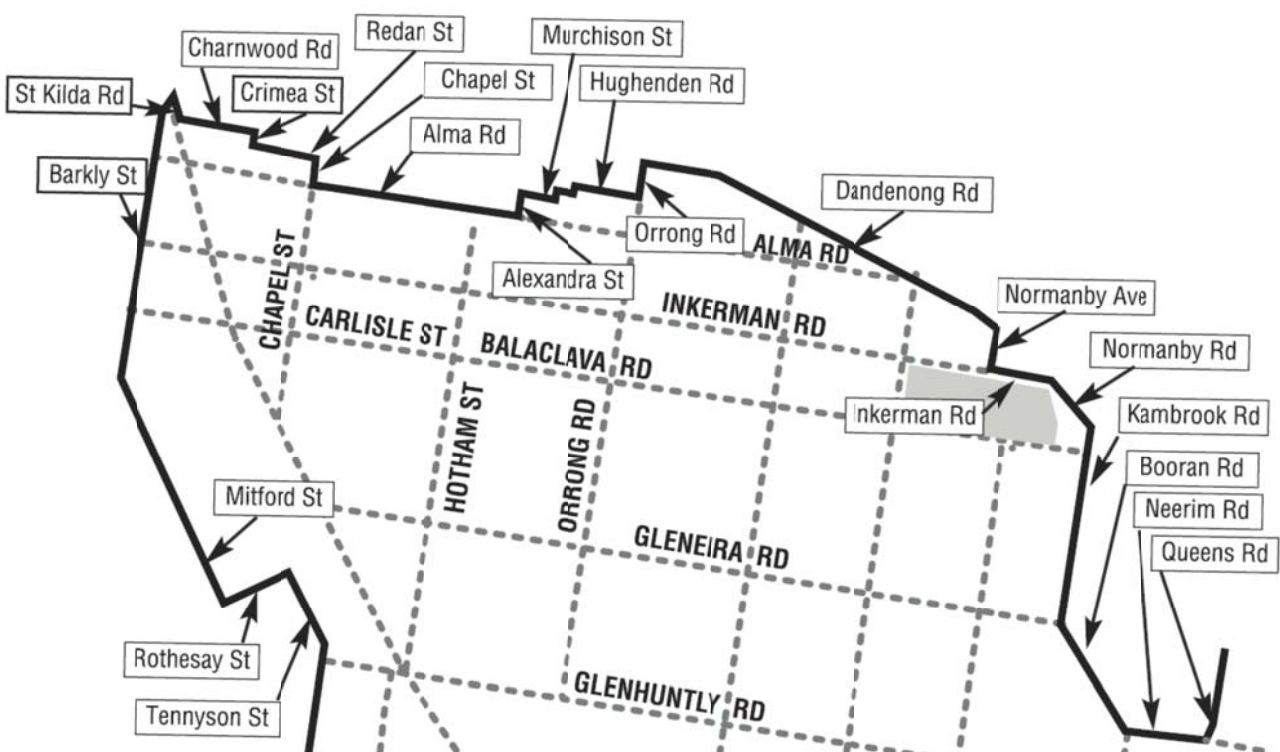 Redan St
Murchison St
Charnwood Rd
Chapel St
Hughenden Rd
St Kilda Rd
Crimea St
Alma Rd
Barkly St
Dandenong Rd
Orrong Rd
ALMA RD
Alexandra St
Normanby Ave
CHAPEL ST
INKERMAN RD
CARLISLE ST
BALACLAVA RD
Normanby Rd
Inkerman Rd
Kambrook Rd
HOTHAM ST
ORRONG RD
Booran Rd
Mitford St
Neerim Rd
GLENEIRA RD
Queens Rd
Rothesay St
GLENHUNTLY RD
Tennyson St